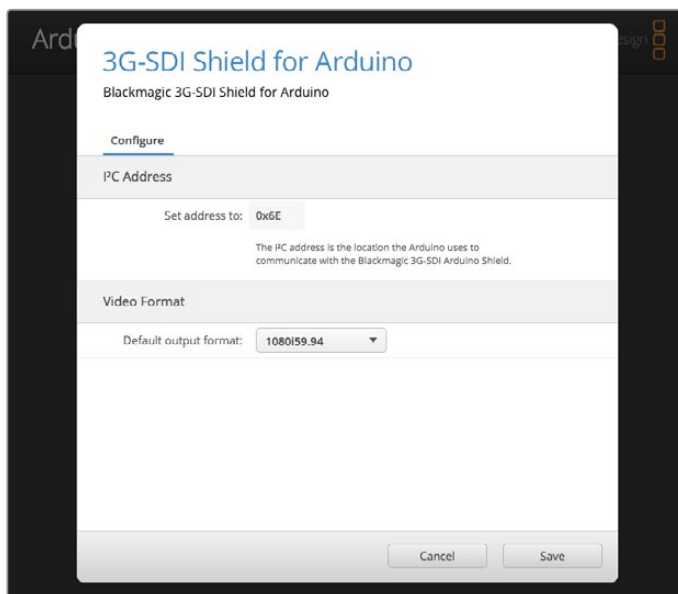 Ardu
esign
3G-SDI Shield for Arduino
Blackmagic 3G-SDI Shield for Arduino
Configure
I²C Address
Set address to: 0x6E
The I²C address is the location the Arduino uses to
communicate with the Blackmagic 3G-SDI Arduino Shield.
Video Format
Default output format: 1080i59.94
Cancel Save